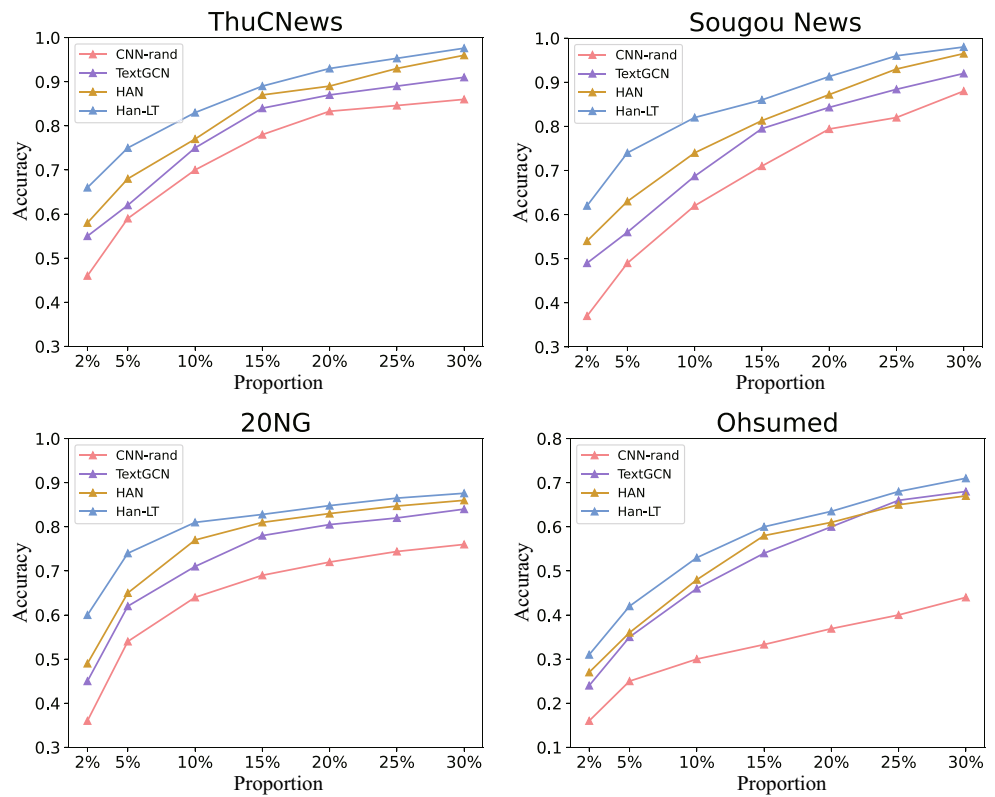 ThuCNews
1.0
0.9
0.8
0.7
0.6
0.5
0.4
0.3
Accuracy
CNN-rand
TextGCN
HAN
Han-LT
2% 5% 10% 15% 20% 25% 30%
Proportion
Sougou News
1.0
0.9
0.8
0.7
0.6
0.5
0.4
0.3
Accuracy
CNN-rand
TextGCN
HAN
Han-LT
2% 5% 10% 15% 20% 25% 30%
Proportion
20NG
1.0
0.9
0.8
0.7
0.6
0.5
0.4
0.3
Accuracy
CNN-rand
TextGCN
HAN
Han-LT
2% 5% 10% 15% 20% 25% 30%
Proportion
Ohsumed
0.8
0.7
0.6
0.5
0.4
0.3
0.2
0.1
Accuracy
CNN-rand
TextGCN
HAN
Han-LT
2% 5% 10% 15% 20% 25% 30%
Proportion